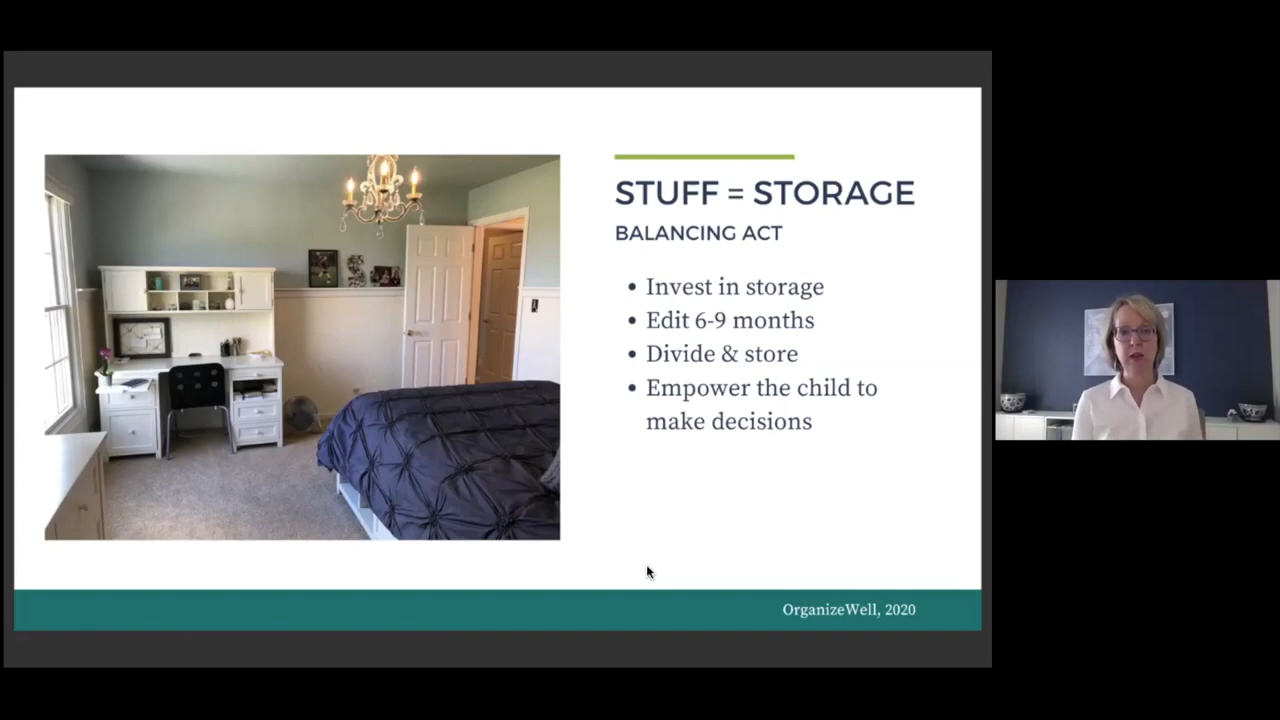 STUFF = STORAGE
BALANCING ACT
• Invest in storage
• Edit 6-9 months
• Divide & store
• Empower the child to
make decisions
S
OrganizeWell, 2020